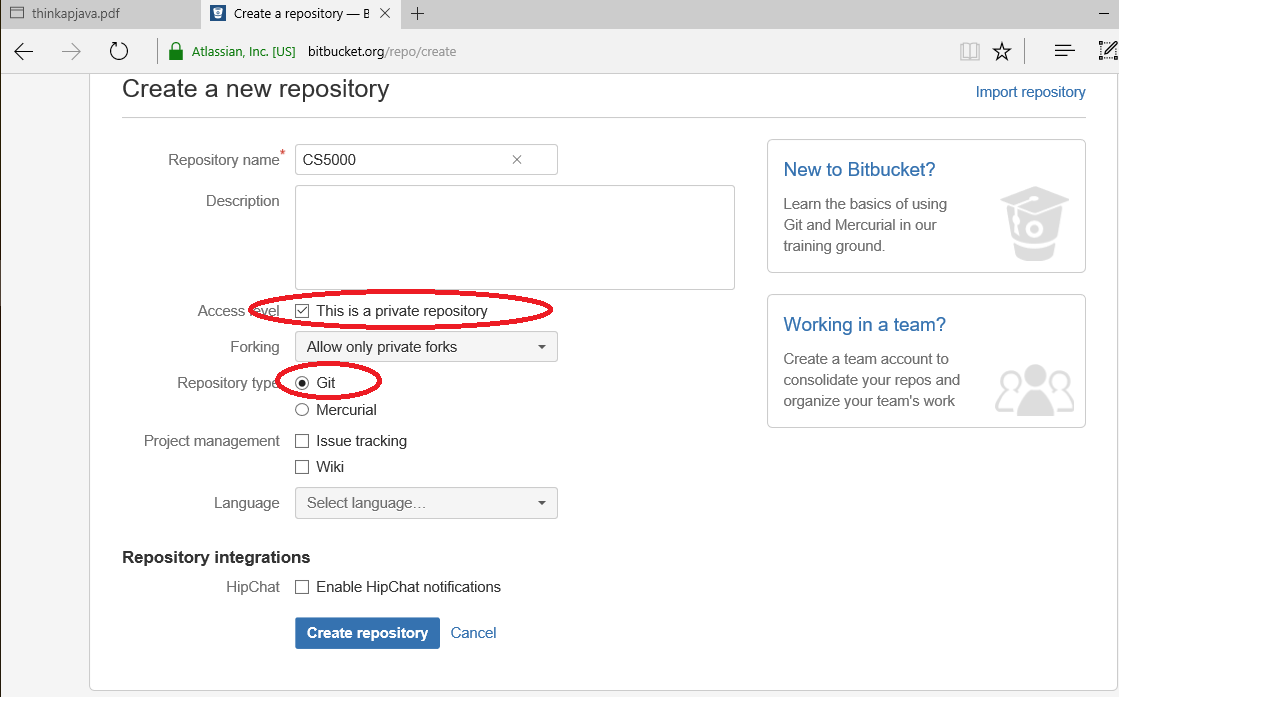 thinkapjava.pdf
Create a repository — B
Atlassian, Inc. [US] bitbucket.org/repo/create
Create a new repository
Import repository
Repository name*
CS5000
Description
Access level
This is a private repository
Forking
Allow only private forks
Repository type
Git
Mercurial
Project management
Issue tracking
Wiki
Language
Select language…
Repository integrations
HipChat
Enable HipChat notifications
Create repository
Cancel
New to Bitbucket?
Learn the basics of using
Git and Mercurial in our
training ground.
Working in a team?
Create a team account to
consolidate your repos and
organize your team's work